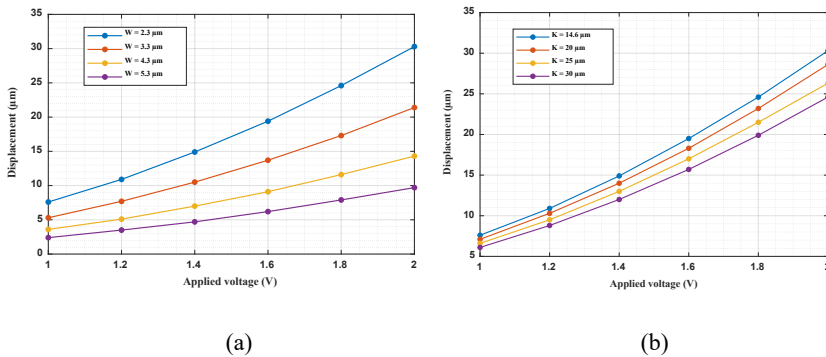 35
30
25
20
15
10
5
0
Displacement (µm)
W = 2.3 µm
W = 3.3 µm
W = 4.3 µm
W = 5.3 µm
1 1.2 1.4 1.6 1.8 2
Applied voltage (V)
(a)
35
30
25
20
15
10
5
Displacement (µm)
K = 14.6 µm
K = 20 µm
K = 25 µm
K = 30 µm
1 1.2 1.4 1.6 1.8 2
Applied voltage (V)
(b)